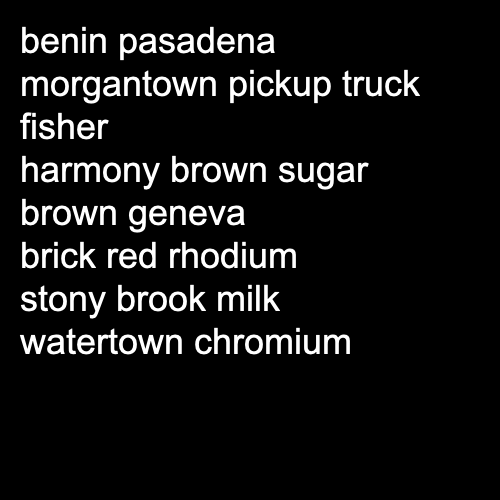 benin pasadena
morgantown pickup truck
fisher
harmony brown sugar
brown geneva
brick red rhodium
stony brook milk
watertown chromium